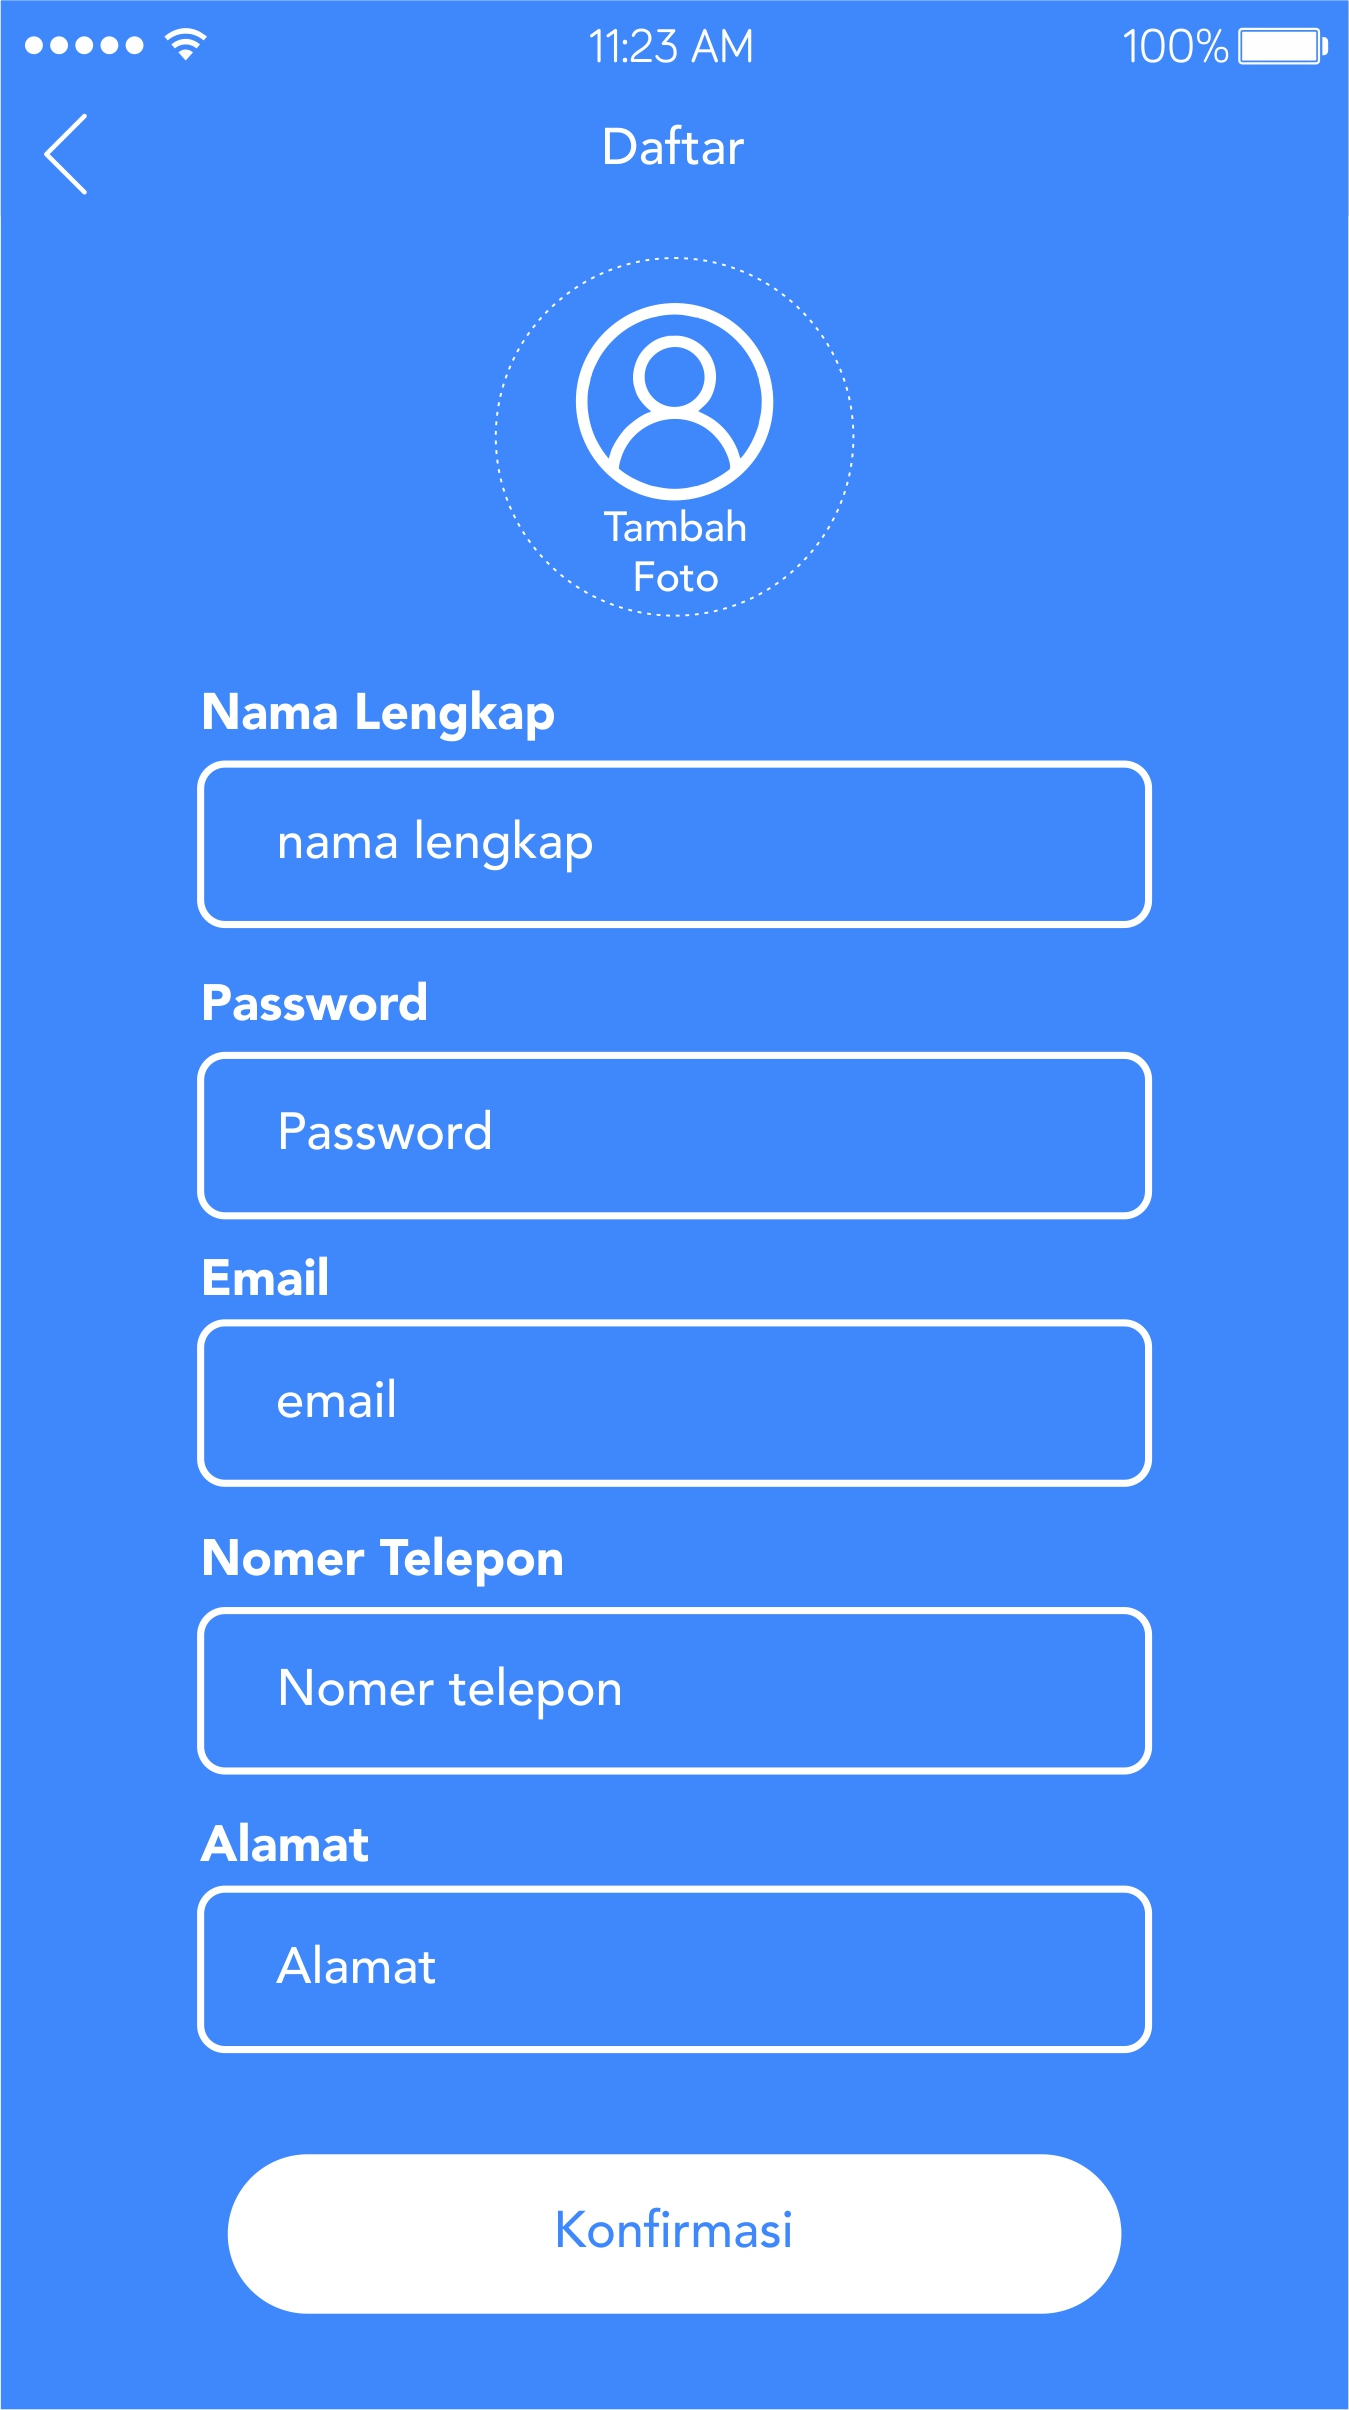 11:23 AM
100%
Daftar
Tambah
Foto
Nama Lengkap
nama lengkap
Password
Password
Email
email
Nomer Telepon
Nomer telepon
Alamat
Alamat
Konfirmasi